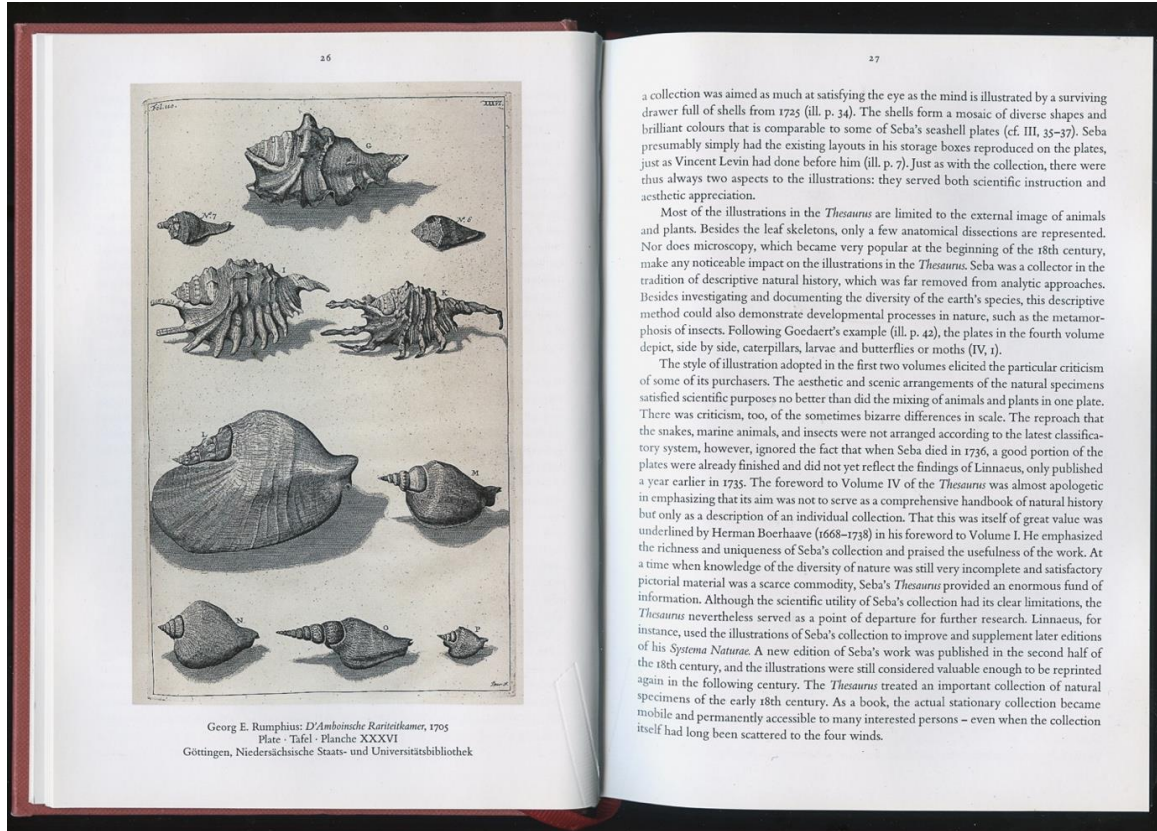 26
Fol. 120.
XXXVI.
G
Nº. 7
Nº. 6
I
K
L
M
N
O
P
Georg E. Rumphius: D'Amboinsche Rariteitkamer, 1705
Plate · Tafel · Planche XXXVI
Göttingen, Niedersächsische Staats- und Universitätsbibliothek
27
a collection was aimed as much at satisfying the eye as the mind is illustrated by a surviving
drawer full of shells from 1725 (ill. p. 34). The shells form a mosaic of diverse shapes and
brilliant colours that is comparable to some of Seba's seashell plates (cf. III, 35–37). Seba
presumably simply had the existing layouts in his storage boxes reproduced on the plates,
just as Vincent Levin had done before him (ill. p. 7). Just as with the collection, there were
thus always two aspects to the illustrations: they served both scientific instruction and
aesthetic appreciation.
Most of the illustrations in the Thesaurus are limited to the external image of animals
and plants. Besides the leaf skeletons, only a few anatomical dissections are represented.
Nor does microscopy, which became very popular at the beginning of the 18th century,
make any noticeable impact on the illustrations in the Thesaurus. Seba was a collector in the
tradition of descriptive natural history, which was far removed from analytic approaches.
Besides investigating and documenting the diversity of the earth's species, this descriptive
method could also demonstrate developmental processes in nature, such as the metamor-
phosis of insects. Following Goedaert's example (ill. p. 42), the plates in the fourth volume
depict, side by side, caterpillars, larvae and butterflies or moths (IV, 1).
The style of illustration adopted in the first two volumes elicited the particular criticism
of some of its purchasers. The aesthetic and scenic arrangements of the natural specimens
satisfied scientific purposes no better than did the mixing of animals and plants in one plate.
There was criticism, too, of the sometimes bizarre differences in scale. The reproach that
the snakes, marine animals, and insects were not arranged according to the latest classifica-
tory system, however, ignored the fact that when Seba died in 1736, a good portion of the
plates were already finished and did not yet reflect the findings of Linnaeus, only published
a year earlier in 1735. The foreword to Volume IV of the Thesaurus was almost apologetic
in emphasizing that its aim was not to serve as a comprehensive handbook of natural history
but only as a description of an individual collection. That this was itself of great value was
underlined by Herman Boerhaave (1668–1738) in his foreword to Volume I. He emphasized
the richness and uniqueness of Seba's collection and praised the usefulness of the work. At
a time when knowledge of the diversity of nature was still very incomplete and satisfactory
pictorial material was a scarce commodity, Seba's Thesaurus provided an enormous fund of
information. Although the scientific utility of Seba's collection had its clear limitations, the
Thesaurus nevertheless served as a point of departure for further research. Linnaeus, for
instance, used the illustrations of Seba's collection to improve and supplement later editions
of his Systema Naturae. A new edition of Seba's work was published in the second half of
the 18th century, and the illustrations were still considered valuable enough to be reprinted
again in the following century. The Thesaurus treated an important collection of natural
specimens of the early 18th century. As a book, the actual stationary collection became
mobile and permanently accessible to many interested persons – even when the collection
itself had long been scattered to the four winds.